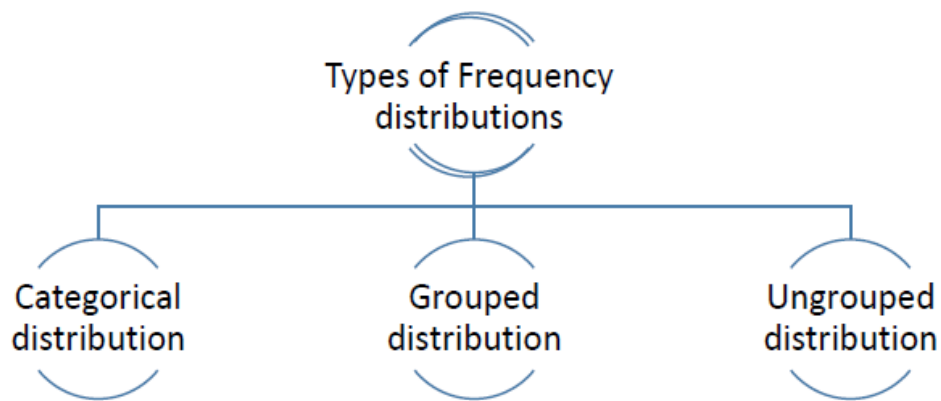 Types of Frequency
distributions
Categorical
distribution
Grouped
distribution
Ungrouped
distribution